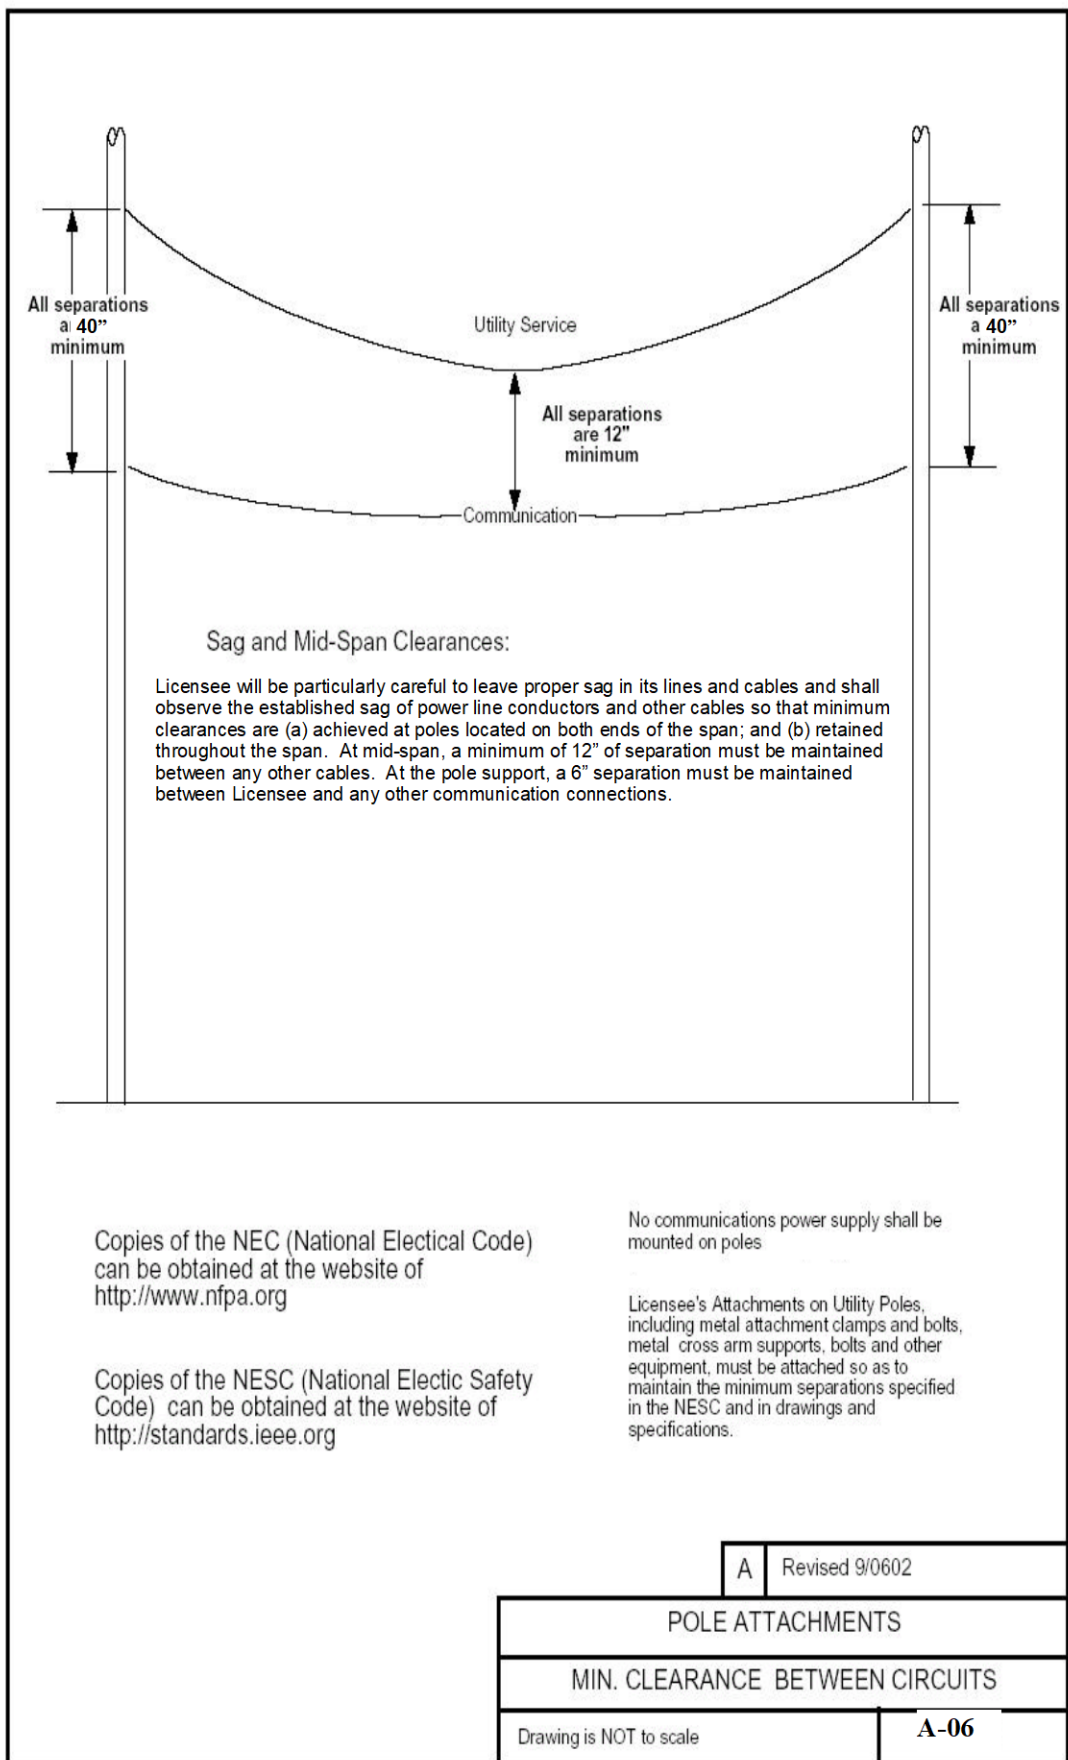 All separations
a 40”
minimum
All separations
a 40”
minimum
Utility Service
All separations
are 12"
minimum
Communication
Sag and Mid-Span Clearances:
Licensee will be particularly careful to leave proper sag in its lines and cables and shall
observe the established sag of power line conductors and other cables so that minimum
clearances are (a) achieved at poles located on both ends of the span; and (b) retained
throughout the span.  At mid-span, a minimum of 12” of separation must be maintained
between any other cables.  At the pole support, a 6” separation must be maintained
between Licensee and any other communication connections.
Copies of the NEC (National Electical Code)
can be obtained at the website of
http://www.nfpa.org
Copies of the NESC (National Electic Safety
Code)  can be obtained at the website of
http://standards.ieee.org
No communications power supply shall be
mounted on poles
Licensee's Attachments on Utility Poles,
including metal attachment clamps and bolts,
metal  cross arm supports, bolts and other
equipment, must be attached so as to
maintain the minimum separations specified
in the NESC and in drawings and
specifications.
A
Revised 9/0602
POLE ATTACHMENTS
MIN. CLEARANCE  BETWEEN CIRCUITS
Drawing is NOT to scale
A-06